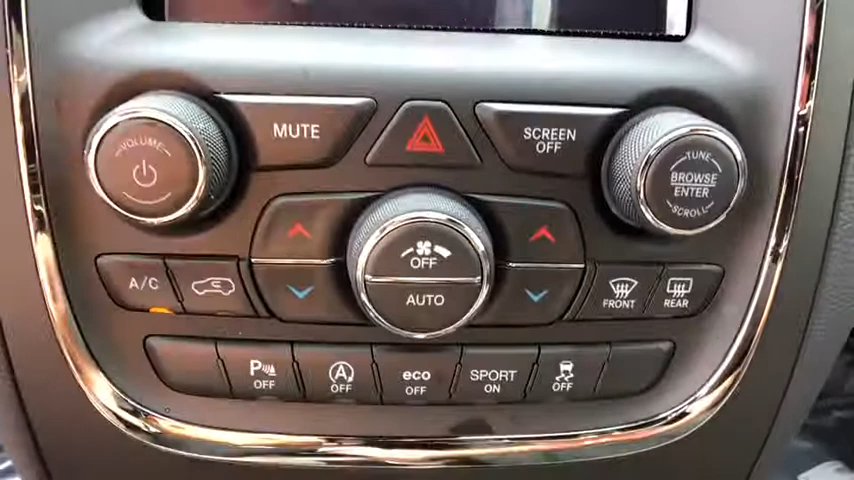 MUTE
SCREEN
OFF
VOLUME
TUNE
BROWSE
ENTER
SCROLL
OFF
AUTO
A/C
FRONT
REAR
P OFF
A OFF
eco
OFF
SPORT
ON
OFF